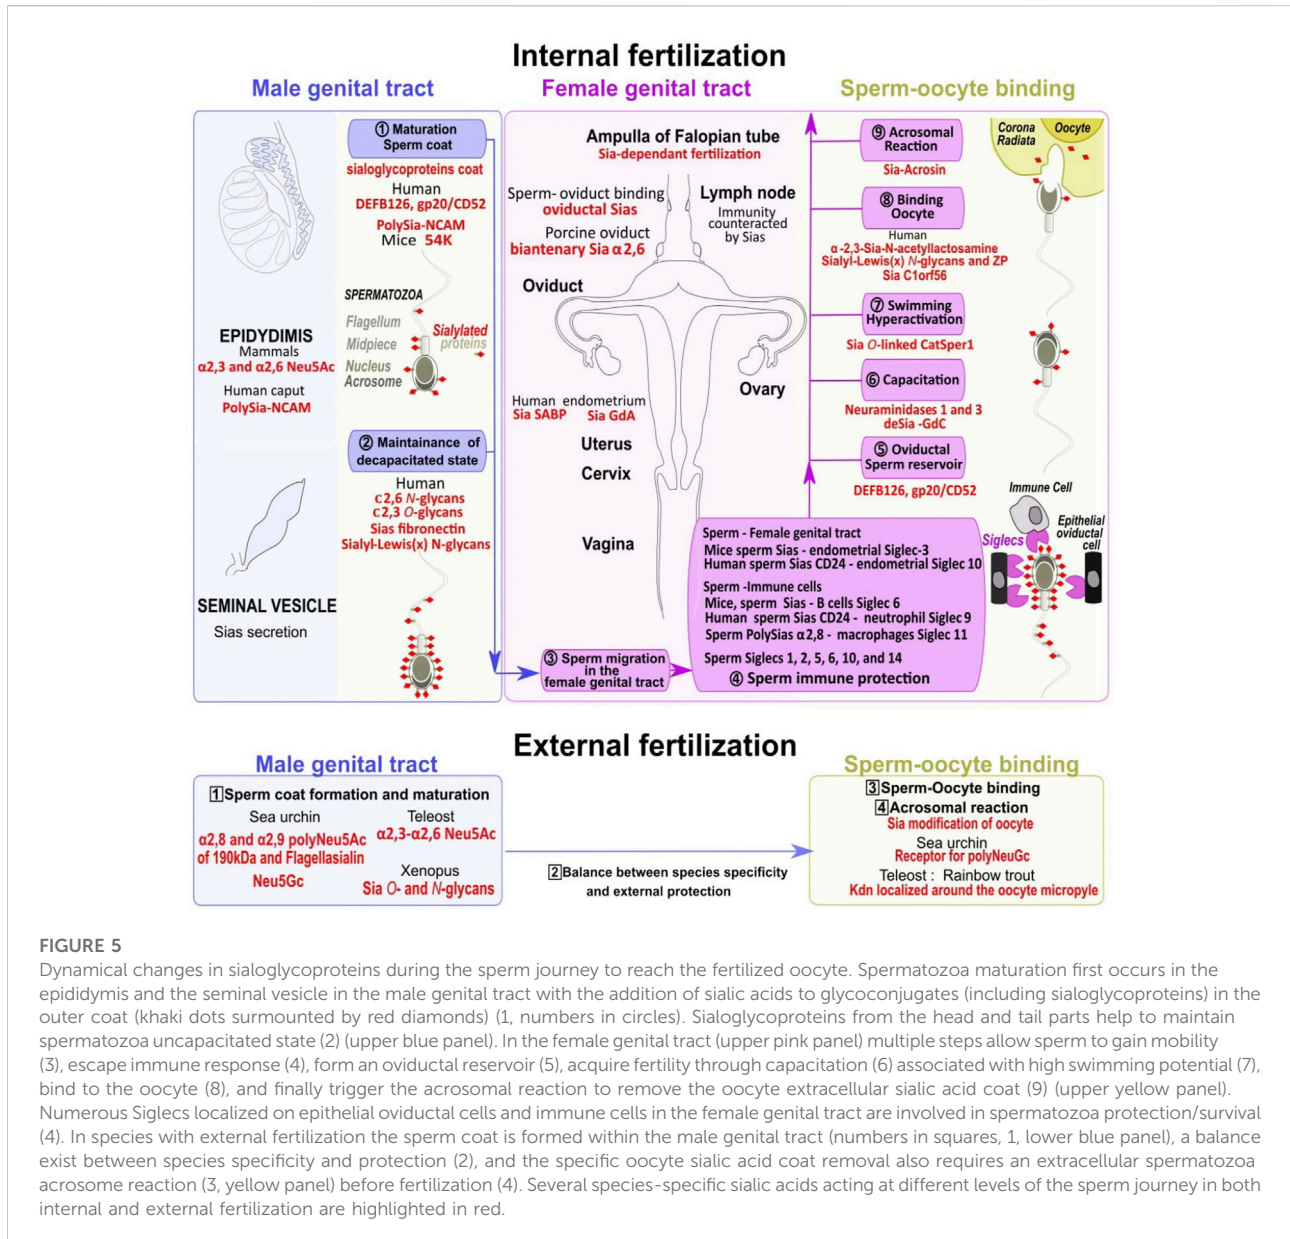 Internal fertilization
Male genital tract
Female genital tract
Sperm-oocyte binding
① Maturation
Sperm coat
sialoglycoproteins coat
Human
DEFB126, gp20/CD52
PolySia-NCAM
Mice 54K
SPERMATOZOA
Flagellum
Midpiece
Nucleus
Acrosome
Sialylated
proteins
EPIDYDIMIS
Mammals
α2,3 and α2,6 Neu5Ac
Human caput
PolySia-NCAM
② Maintainance of
decapacitated state
Human
c2,6 N-glycans
c2,3 O-glycans
Sias fibronectin
Sialyl-Lewis(x) N-glycans
SEMINAL VESICLE
Sias secretion
Ampulla of Falopian tube
Sia-dependant fertilization
Sperm- oviduct binding
oviductal Sias
Porcine oviduct
biantenary Sia α2,6
Lymph node
Immunity
counteracted
by Sias
Oviduct
Ovary
Human endometrium
Sia SABP Sia GdA
Uterus
Cervix
Vagina
③ Sperm migration
in the
female genital tract
Sperm - Female genital tract
Mice sperm Sias - endometrial Siglec-3
Human sperm Sias CD24 - endometrial Siglec 10
Sperm -Immune cells
Mice, sperm Sias - B cells Siglec 6
Human sperm Sias CD24 - neutrophil Siglec 9
Sperm PolySias α2,8 - macrophages Siglec 11
Sperm Siglecs 1, 2, 5, 6, 10, and 14
④ Sperm immune protection
⑨ Acrosomal
Reaction
Sia-Acrosin
⑧ Binding
Oocyte
Human
α-2,3-Sia-N-acetyllactosamine
Sialyl-Lewis(x) N-glycans and ZP
Sia C1orf56
⑦ Swimming
Hyperactivation
Sia O-linked CatSper1
⑥ Capacitation
Neuraminidases 1 and 3
deSia -GdC
⑤ Oviductal
Sperm reservoir
DEFB126, gp20/CD52
Corona
Radiata
Oocyte
Immune Cell
Siglecs
Epithelial
oviductal
cell
External fertilization
Male genital tract
Sperm-oocyte binding
1 Sperm coat formation and maturation
Sea urchin
α2,8 and α2,9 polyNeu5Ac
of 190kDa and Flagellasialin
Neu5Gc
Teleost
α2,3-α2,6 Neu5Ac
Xenopus
Sia O- and N-glycans
2 Balance between species specificity
and external protection
3 Sperm-Oocyte binding
4 Acrosomal reaction
Sia modification of oocyte
Sea urchin
Receptor for polyNeuGc
Teleost : Rainbow trout
Kdn localized around the oocyte micropyle
FIGURE 5
Dynamical changes in sialoglycoproteins during the sperm journey to reach the fertilized oocyte. Spermatozoa maturation first occurs in the
epididymis and the seminal vesicle in the male genital tract with the addition of sialic acids to glycoconjugates (including sialoglycoproteins) in the
outer coat (khaki dots surmounted by red diamonds) (1, numbers in circles). Sialoglycoproteins from the head and tail parts help to maintain
spermatozoa uncapacitated state (2) (upper blue panel). In the female genital tract (upper pink panel) multiple steps allow sperm to gain mobility
(3), escape immune response (4), form an oviductal reservoir (5), acquire fertility through capacitation (6) associated with high swimming potential (7),
bind to the oocyte (8), and finally trigger the acrosomal reaction to remove the oocyte extracellular sialic acid coat (9) (upper yellow panel).
Numerous Siglecs localized on epithelial oviductal cells and immune cells in the female genital tract are involved in spermatozoa protection/survival
(4). In species with external fertilization the sperm coat is formed within the male genital tract (numbers in squares, 1, lower blue panel), a balance
exist between species specificity and protection (2), and the specific oocyte sialic acid coat removal also requires an extracellular spermatozoa
acrosome reaction (3, yellow panel) before fertilization (4). Several species-specific sialic acids acting at different levels of the sperm journey in both
internal and external fertilization are highlighted in red.